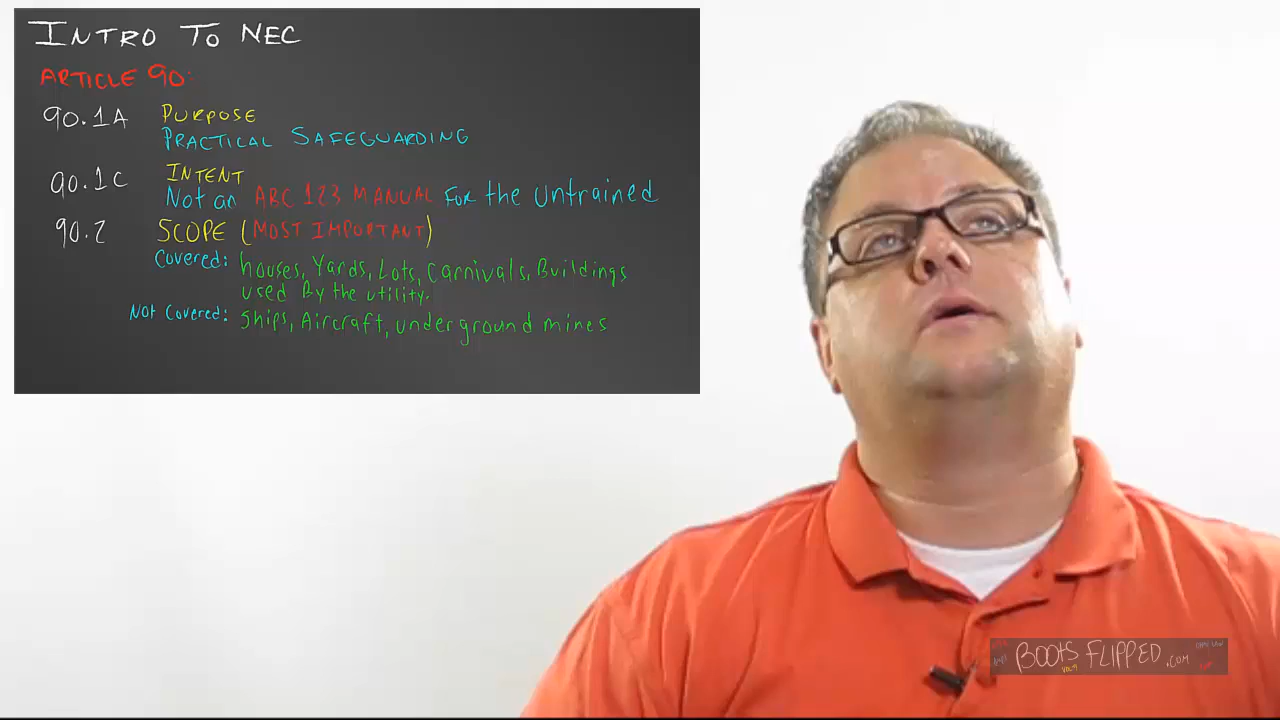 INTRO TO NEC
ARTICLE 90:
90.1A PURPOSE
PRACTICAL SAFEGUARDING
90.1C INTENT
Not an ABC 123 MANUAL FOR the untrained
90.2 SCOPE (MOST IMPORTANT)
Covered: houses, Yards, Lots, Carnivals, Buildings
used By the utility.
Not Covered: ships, Aircraft, underground mines
BOOTS FLIPPED.COM